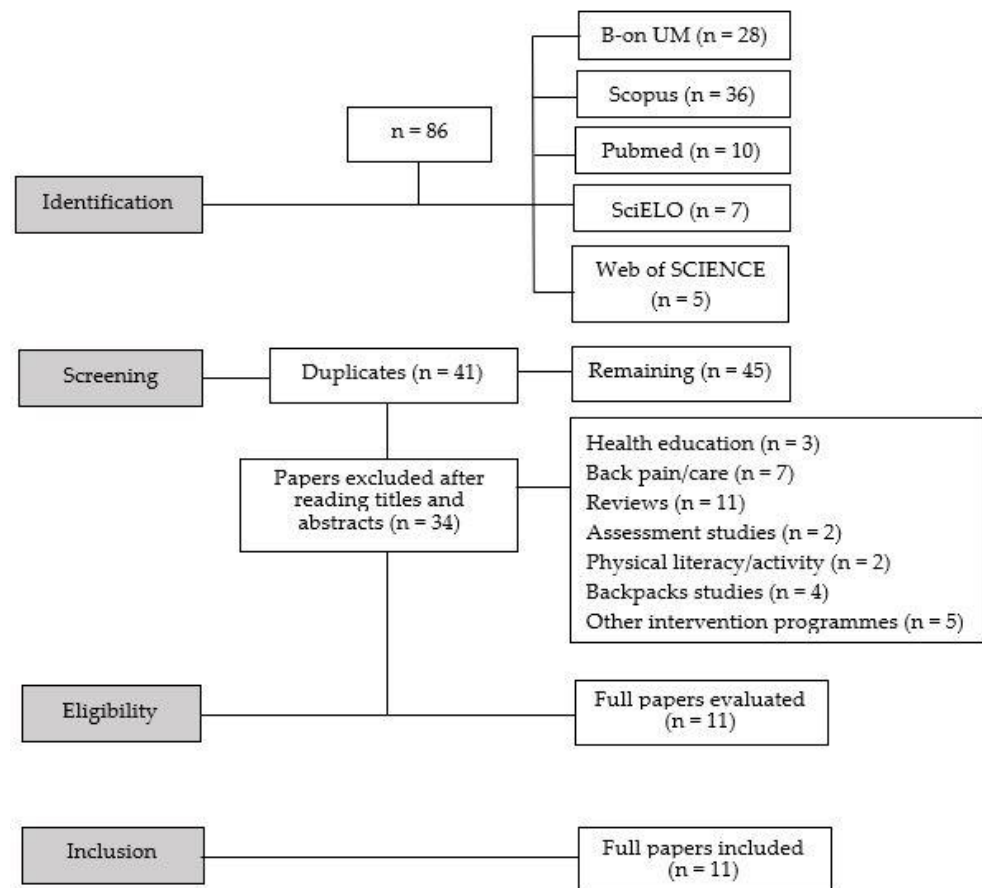 B-on UM (n = 28)
Scopus (n = 36)
n = 86
Pubmed (n = 10)
Identification
SciELO (n = 7)
Web of SCIENCE
(n = 5)
Screening
Duplicates (n = 41)
Remaining (n = 45)
Papers excluded after
reading titles and
abstracts (n = 34)
Health education (n = 3)
Back pain/care (n = 7)
Reviews (n = 11)
Assessment studies (n = 2)
Physical literacy/activity (n = 2)
Backpacks studies (n = 4)
Other intervention programmes (n = 5)
Eligibility
Full papers evaluated
(n = 11)
Inclusion
Full papers included
(n = 11)